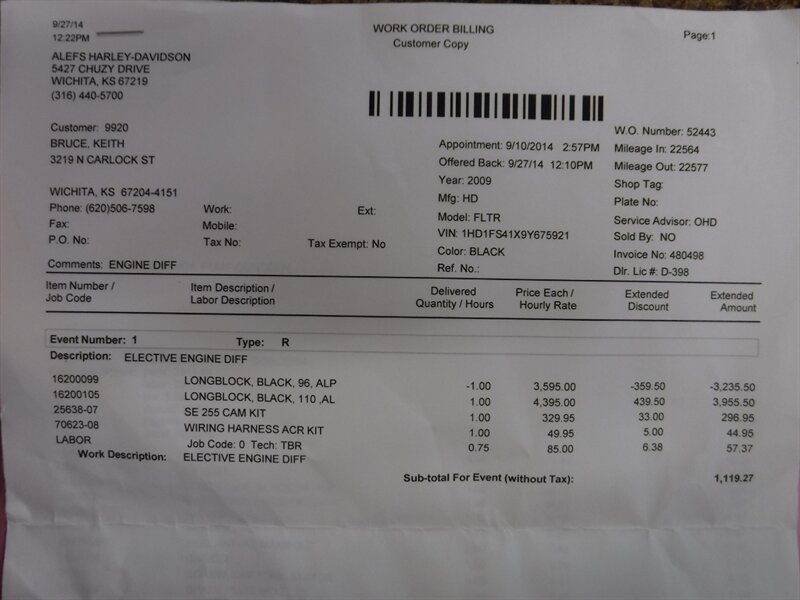 9/27/14
12:22PM
WORK ORDER BILLING
Customer Copy
Page:1
ALEFS HARLEY-DAVIDSON
5427 CHUZY DRIVE
WICHITA, KS 67219
(316) 440-5700
Customer: 9920
BRUCE, KEITH
3219 N CARLOCK ST
WICHITA, KS 67204-4151
Phone: (620)506-7598 Work: Ext:
Fax: Mobile:
P.O. No: Tax No: Tax Exempt: No
Comments: ENGINE DIFF
Appointment: 9/10/2014 2:57PM
Offered Back: 9/27/14 12:10PM
Year: 2009
Mfg: HD
Model: FLTR
VIN: 1HD1FS41X9Y675921
Color: BLACK
Ref. No.:
W.O. Number: 52443
Mileage In: 22564
Mileage Out: 22577
Shop Tag:
Plate No:
Service Advisor: OHD
Sold By: NO
Invoice No: 480498
Dlr. Lic #: D-398
Item Number / Item Description / Delivered Price Each / Extended Extended
Job Code Labor Description Quantity / Hours Hourly Rate Discount Amount
Event Number: 1 Type: R
Description: ELECTIVE ENGINE DIFF
16200099 LONGBLOCK, BLACK, 96, ALP -1.00 3,595.00 -359.50 -3,235.50
16200105 LONGBLOCK, BLACK, 110 ,AL 1.00 4,395.00 439.50 3,955.50
25638-07 SE 255 CAM KIT 1.00 329.95 33.00 296.95
70623-08 WIRING HARNESS ACR KIT 1.00 49.95 5.00 44.95
LABOR Job Code: 0 Tech: TBR 0.75 85.00 6.38 57.37
Work Description: ELECTIVE ENGINE DIFF
Sub-total For Event (without Tax): 1,119.27